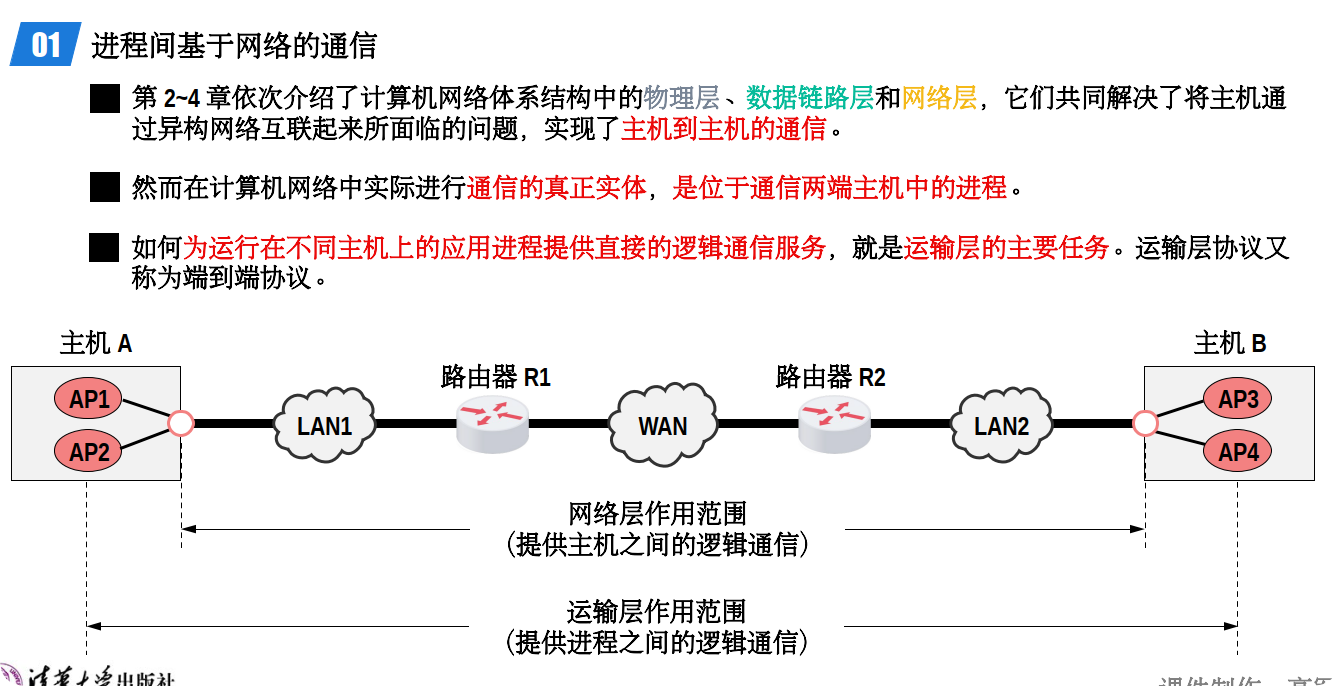 01 进程间基于网络的通信
第 2~4 章依次介绍了计算机网络体系结构中的物理层、数据链路层和网络层，它们共同解决了将主机通
过异构网络互联起来所面临的问题，实现了主机到主机的通信。
然而在计算机网络中实际进行通信的真正实体，是位于通信两端主机中的进程。
如何为运行在不同主机上的应用进程提供直接的逻辑通信服务，就是运输层的主要任务。运输层协议又
称为端到端协议。
主机 A
主机 B
路由器 R1
路由器 R2
AP1
AP3
LAN1
WAN
LAN2
AP2
AP4
网络层作用范围
（提供主机之间的逻辑通信）
运输层作用范围
（提供进程之间的逻辑通信）
清华大学出版社
课件制作